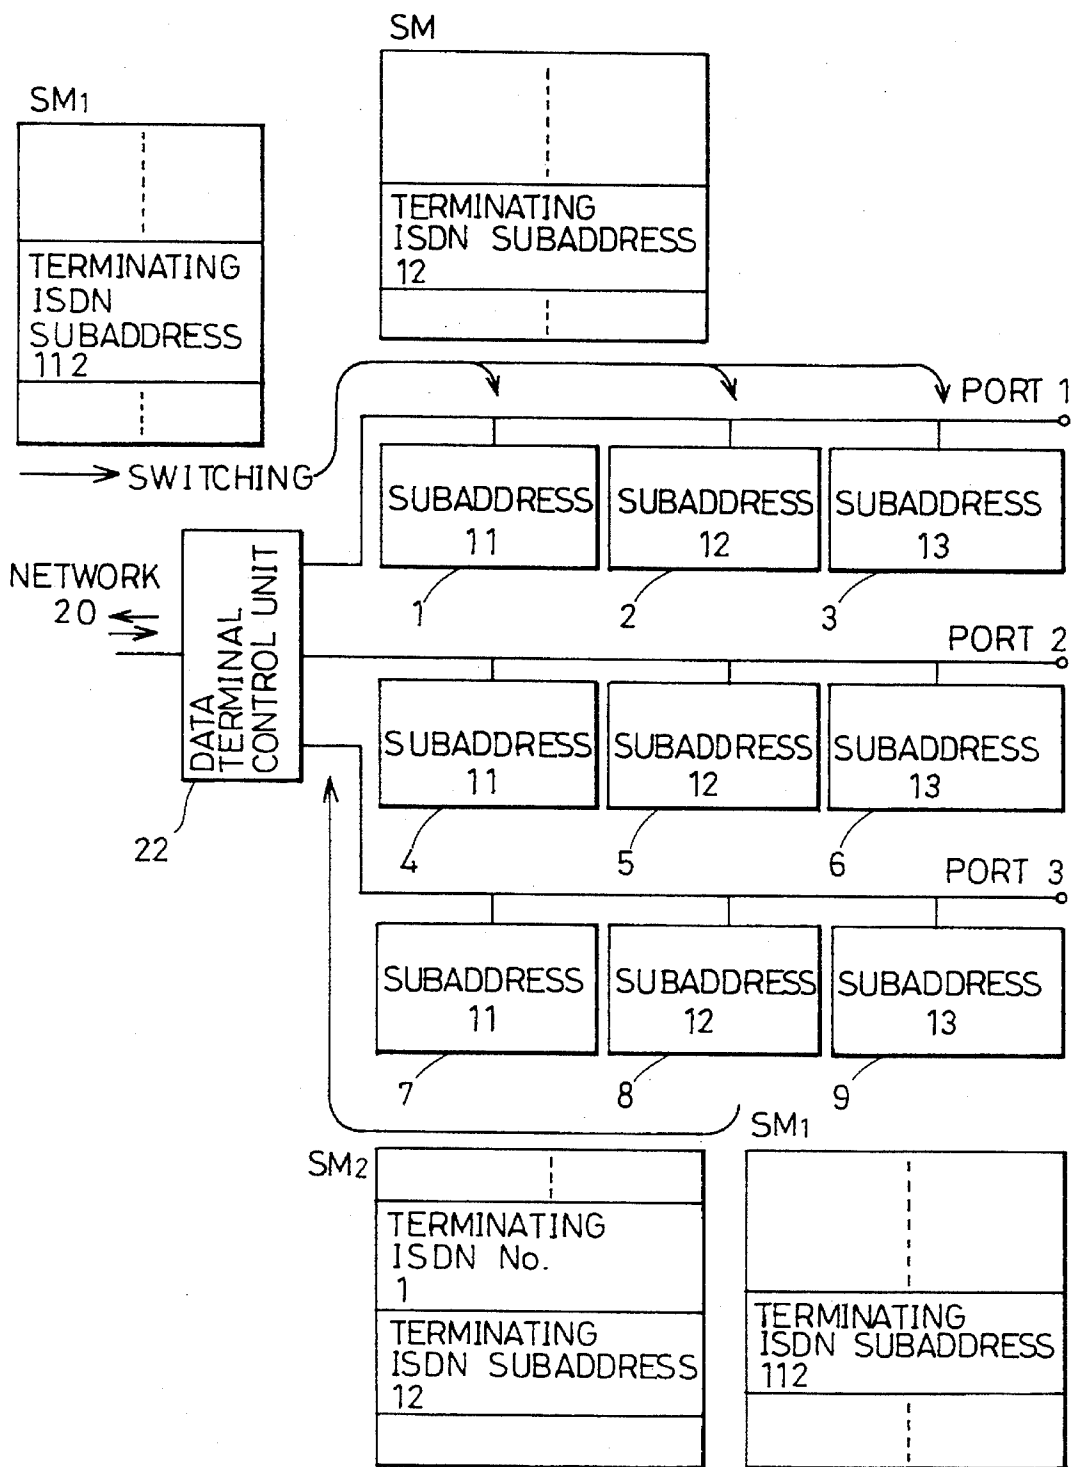 SM
SM1
TERMINATING
ISDN SUBADDRESS
12
TERMINATING
ISDN
SUBADDRESS
112
PORT 1
SWITCHING
SUBADDRESS
11
SUBADDRESS
12
SUBADDRESS
13
1
2
3
NETWORK
20
DATA
TERMINAL
CONTROL UNIT
22
PORT 2
SUBADDRESS
11
SUBADDRESS
12
SUBADDRESS
13
4
5
6
PORT 3
SUBADDRESS
11
SUBADDRESS
12
SUBADDRESS
13
7
8
9
SM2
TERMINATING
ISDN No.
1
TERMINATING
ISDN SUBADDRESS
12
SM1
TERMINATING
ISDN SUBADDRESS
112